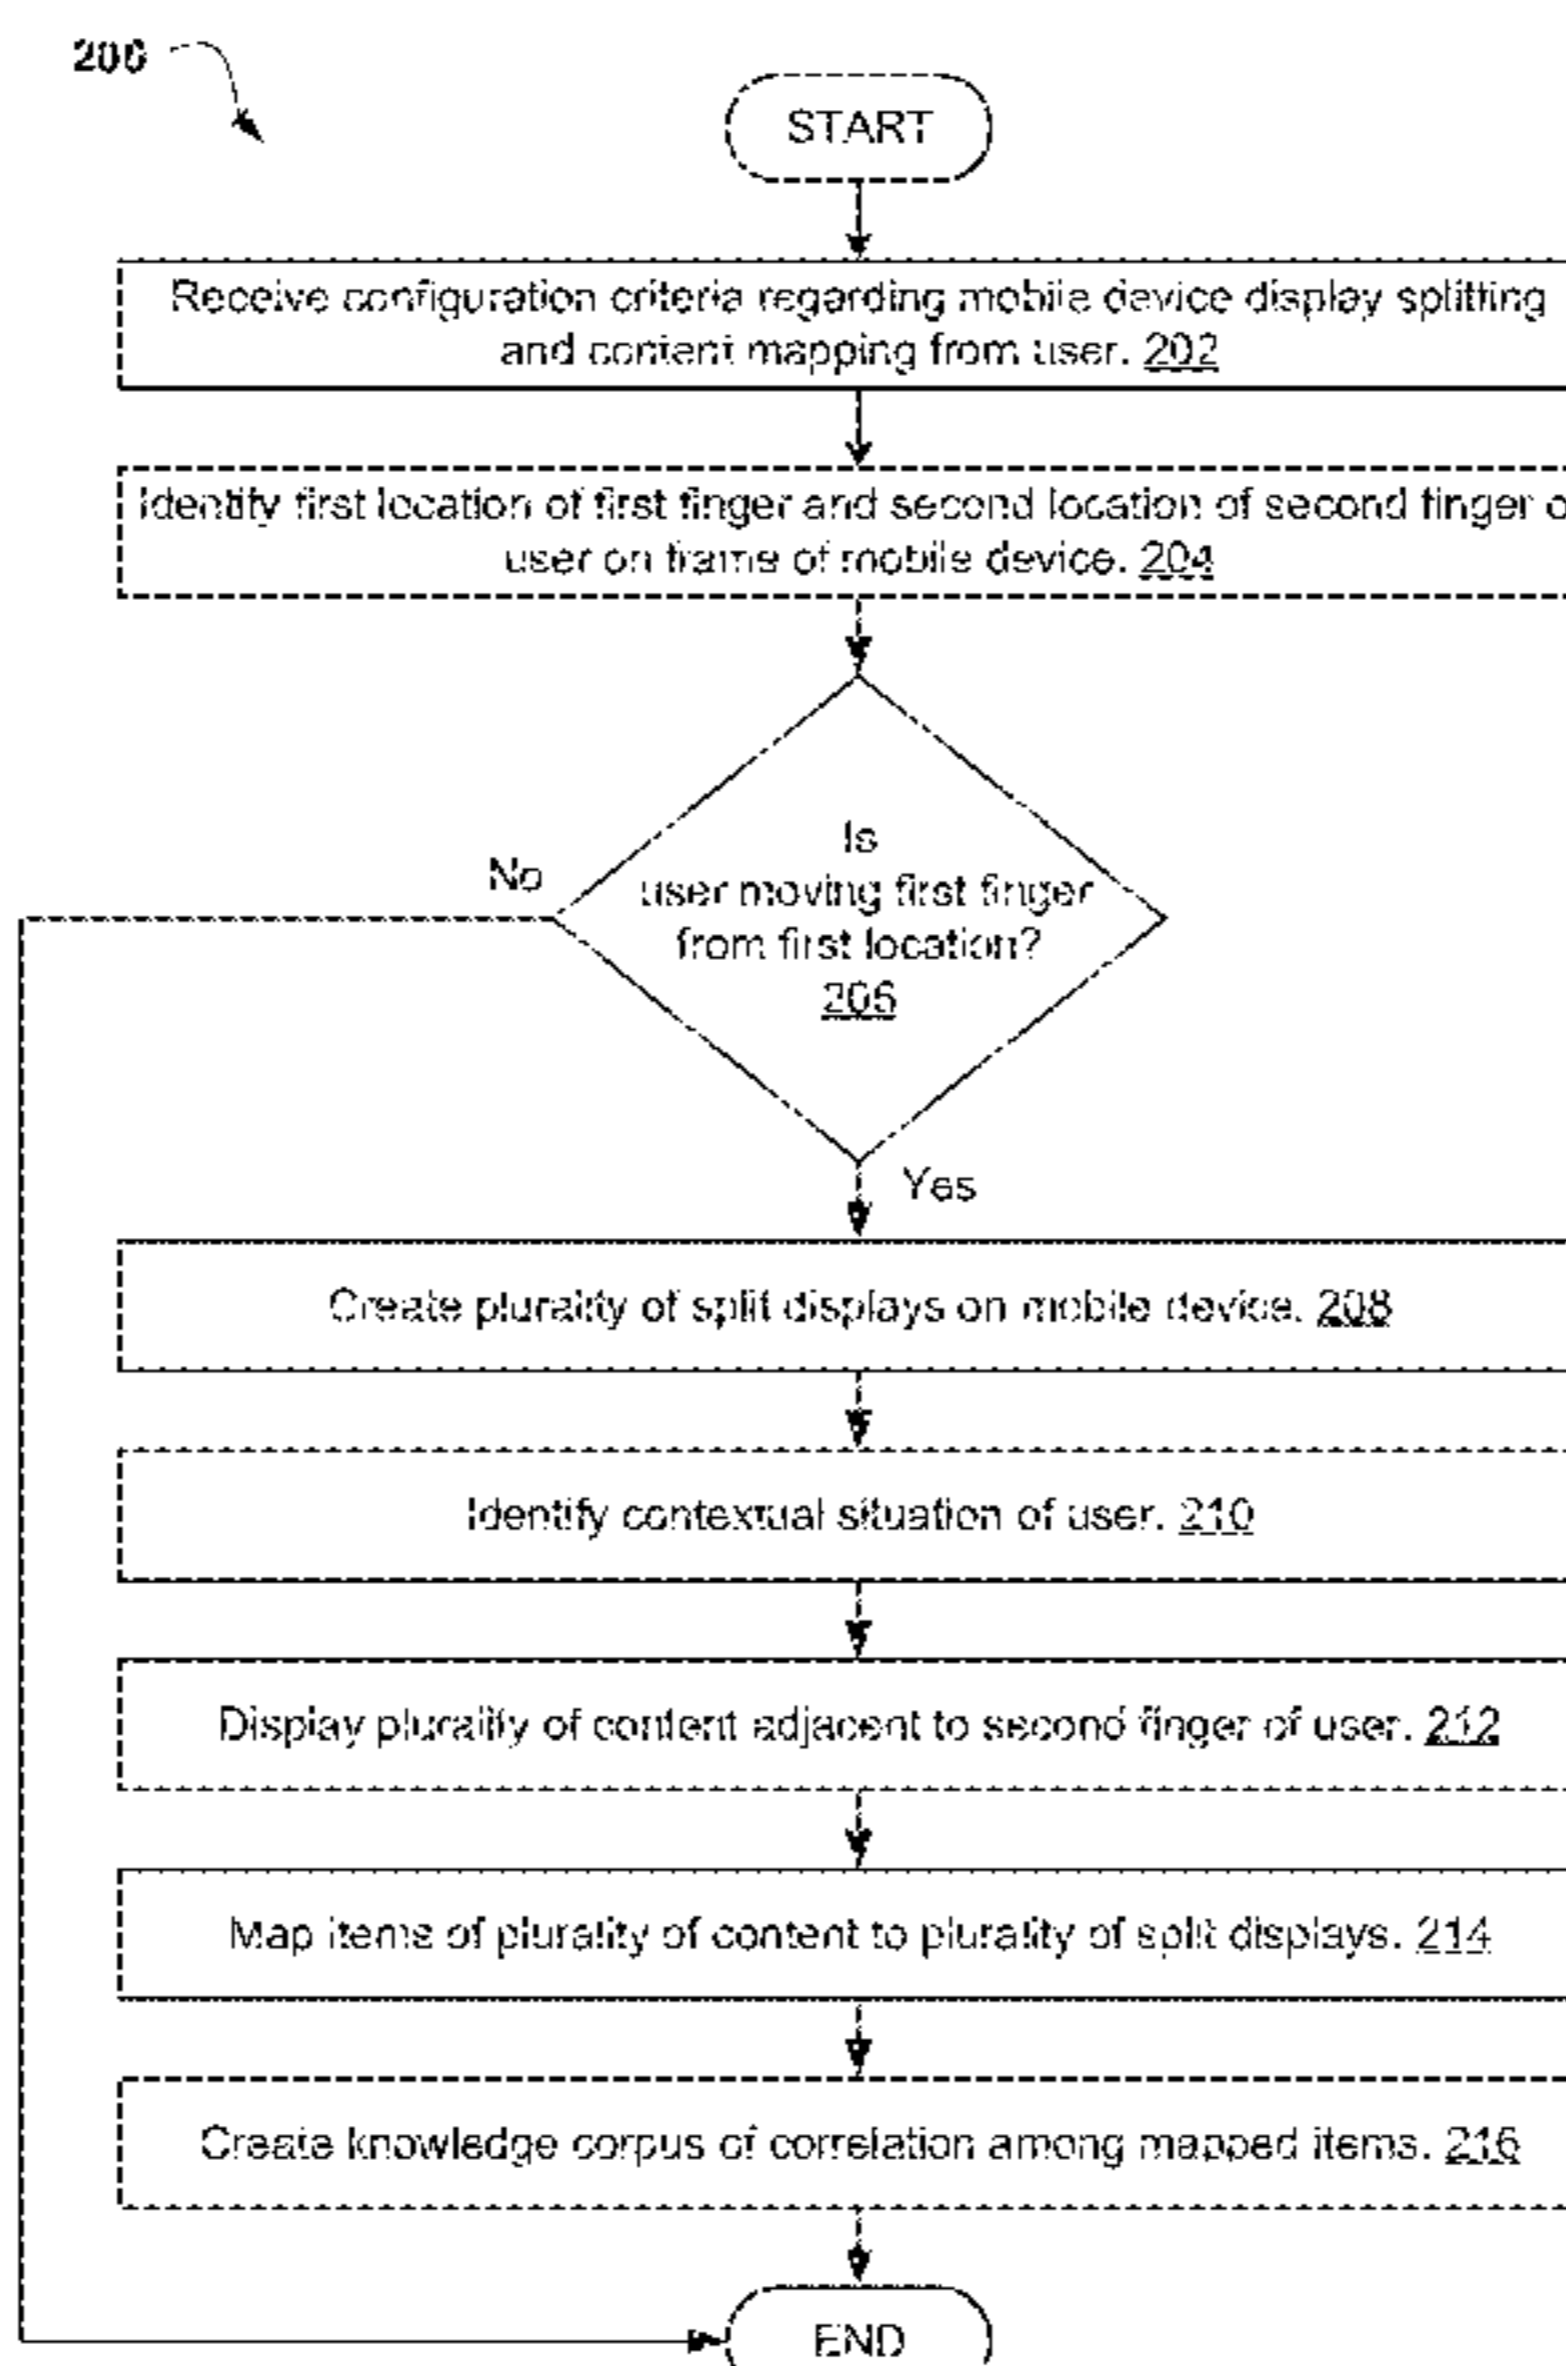 200
START
Receive configuration criteria regarding mobile device display splitting
and content mapping from user. 202
Identify first location of first finger and second location of second finger
user on frame of mobile device. 204
Is
user moving first finger
from first location?
206
No
Yes
Create plurality of split displays on mobile device. 208
Identify contextual situation of user. 210
Display plurality of content adjacent to second finger of user. 212
Map items of plurality of content to plurality of split displays. 214
Create knowledge corpus of correlation among mapped items. 216
END